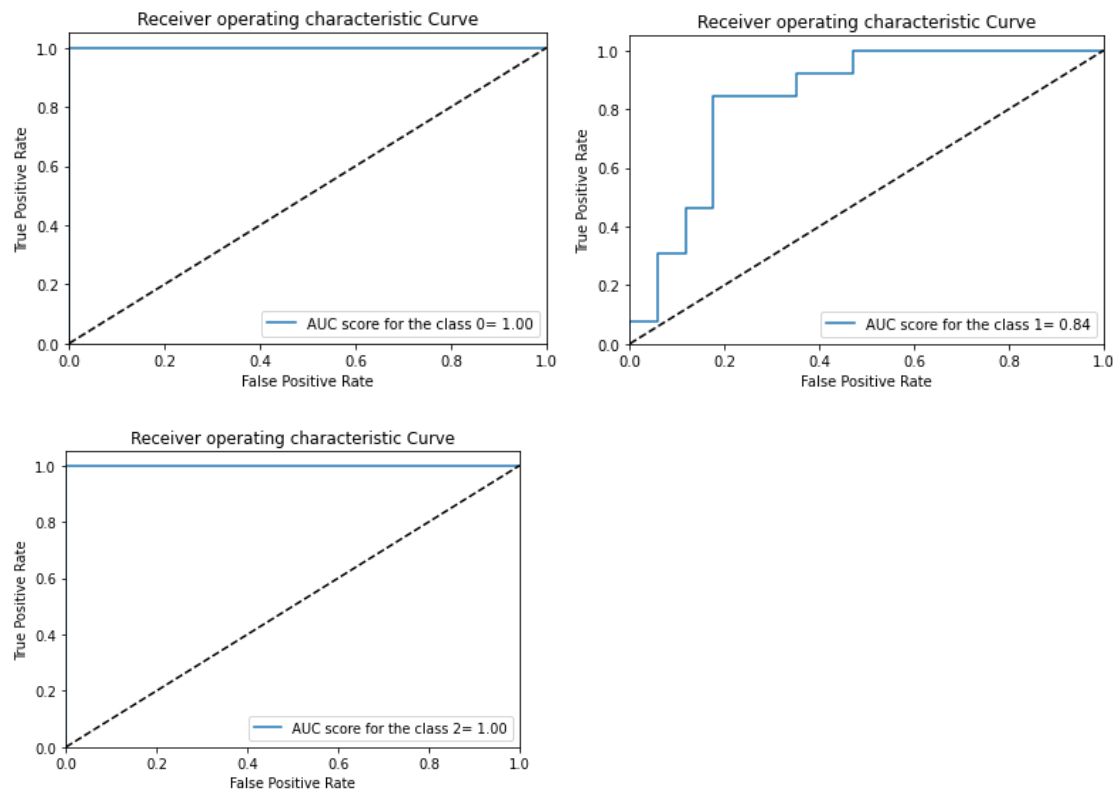 Receiver operating characteristic Curve
1.0
0.8
0.6
0.4
0.2
0.0
True Positive Rate
AUC score for the class 0= 1.00
0.0 0.2 0.4 0.6 0.8 1.0
False Positive Rate
Receiver operating characteristic Curve
1.0
0.8
0.6
0.4
0.2
0.0
True Positive Rate
AUC score for the class 1= 0.84
0.0 0.2 0.4 0.6 0.8 1.0
False Positive Rate
Receiver operating characteristic Curve
1.0
0.8
0.6
0.4
0.2
0.0
True Positive Rate
AUC score for the class 2= 1.00
0.0 0.2 0.4 0.6 0.8 1.0
False Positive Rate